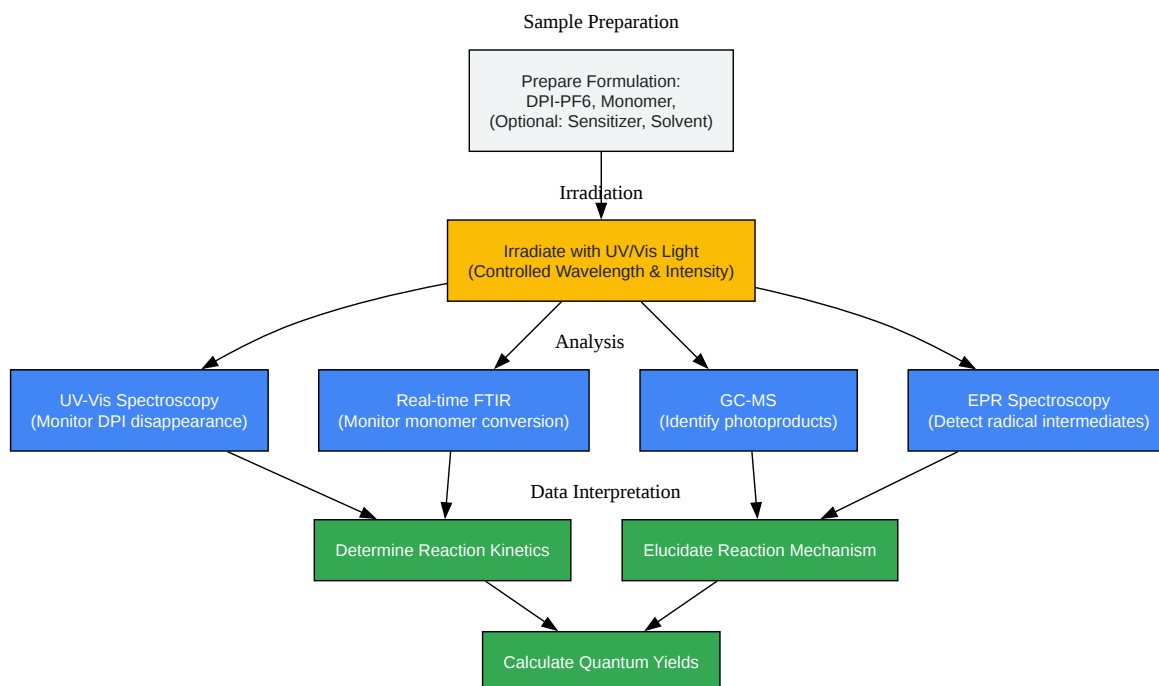 Sample Preparation
Prepare Formulation:
DPI-PF6, Monomer,
(Optional: Sensitizer, Solvent)
Irradiation
Irradiate with UV/Vis Light
(Controlled Wavelength & Intensity)
Analysis
UV-Vis Spectroscopy
(Monitor DPI disappearance)
Real-time FTIR
(Monitor monomer conversion)
GC-MS
(Identify photoproducts)
EPR Spectroscopy
(Detect radical intermediates)
Data Interpretation
Determine Reaction Kinetics
Elucidate Reaction Mechanism
Calculate Quantum Yields